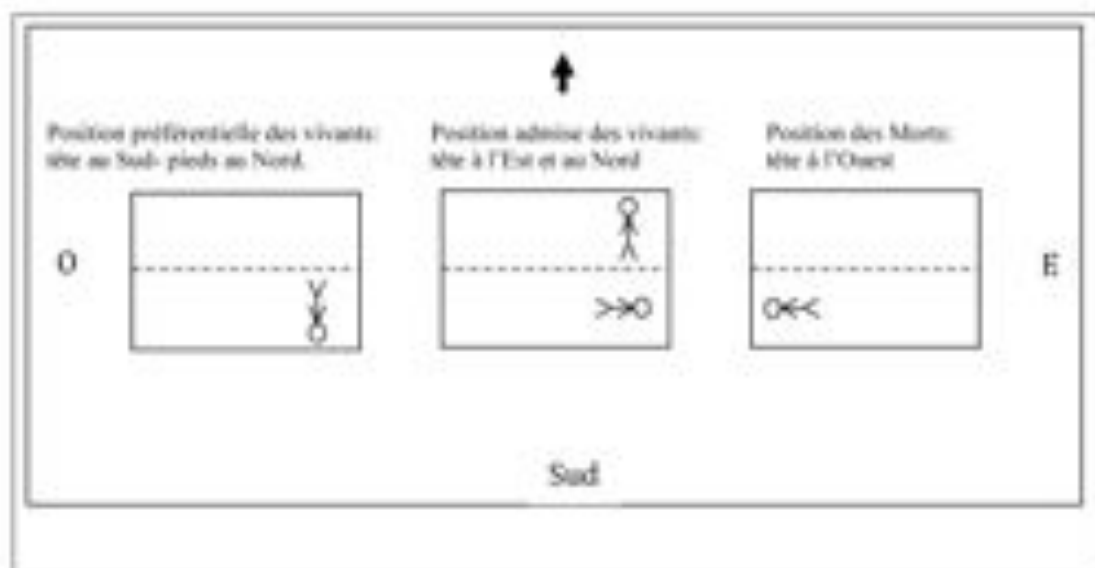 Position préférentielle des vivants:
tête au Sud- pieds au Nord.
Position admise des vivants:
tête à l'Est et au Nord
Position des Morts:
tête à l'Ouest
O
E
Sud